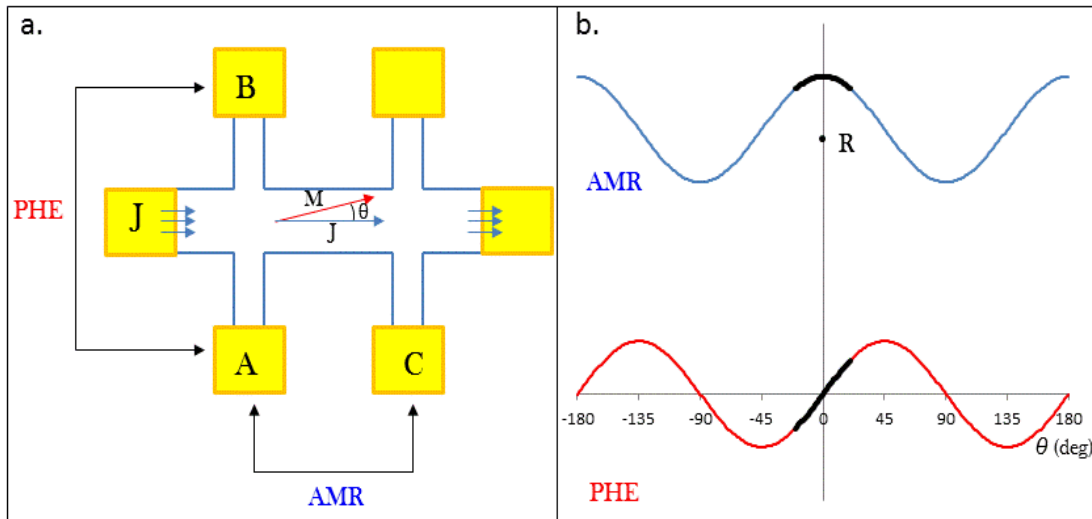 a.
B
PHE
J
M
θ
J
A
C
AMR
b.
R
AMR
-180 -135 -90 -45 0 45 90 135 180
θ (deg)
PHE